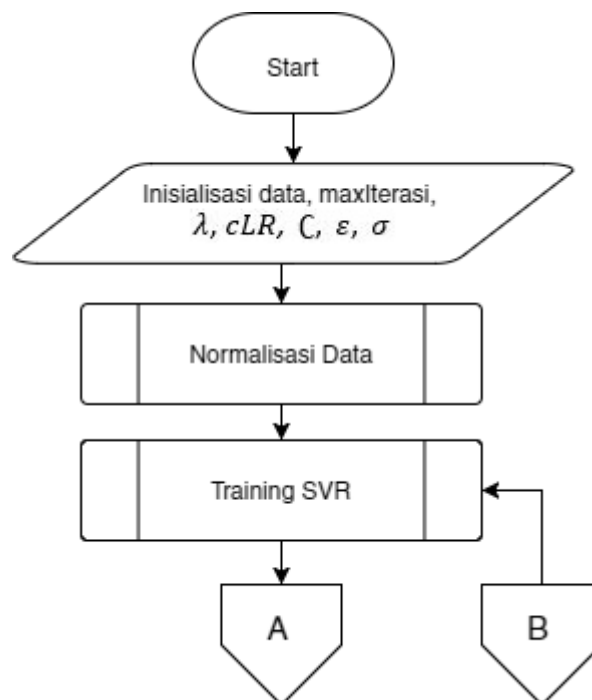 Start
Inisialisasi data, maxIterasi,
λ, cLR, C, ε, σ
Normalisasi Data
Training SVR
A
B